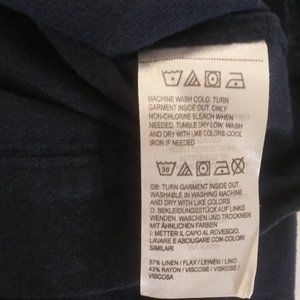 MACHINE WASH COLD. TURN
GARMENT INSIDE OUT. ONLY
NON-CHLORINE BLEACH WHEN
NEEDED. TUMBLE DRY LOW. WASH
AND DRY WITH LIKE COLORS.COOL
IRON IF NEEDED
30
GB: TURN GARMENT INSIDE OUT.
WASHABLE IN WASHING MACHINE...
AND DRY WITH LIKE COLORS.
D: BEKLEIDUNGSSTÜCK AUF LINKS
WENDEN. WASCHEN UND TROCKNEN
MIT ÄHNLICHEN FARBEN
I: METTER IL CAPO AL ROVESCIO.
LAVARE E ASCIUGARE CON COLORI
SIMILARI
57% LINEN / FLAX / LEINEN / LINO
43% RAYON / VISCOSE / VISKOSE /
VISCOSA